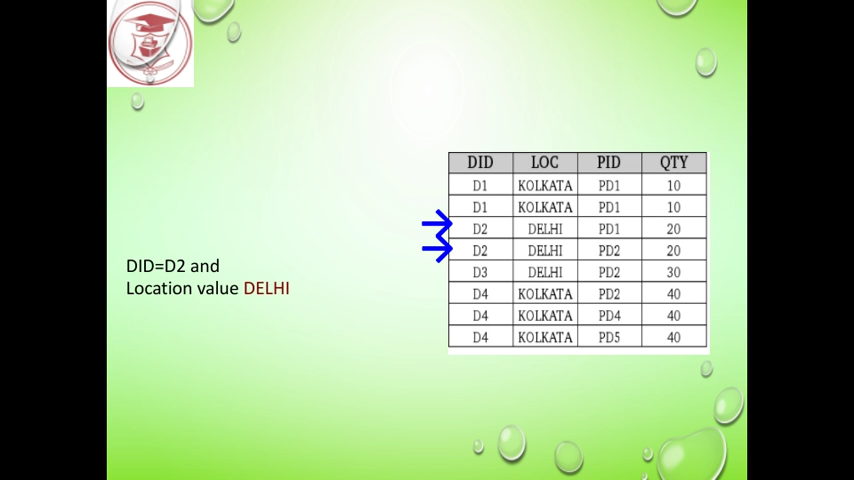 DID LOC PID QTY
D1 KOLKATA PD1 10
D1 KOLKATA PD1 10
D2 DELHI PD1 20
D2 DELHI PD2 20
D3 DELHI PD2 30
D4 KOLKATA PD2 40
D4 KOLKATA PD4 40
D4 KOLKATA PD5 40
DID=D2 and
Location value DELHI